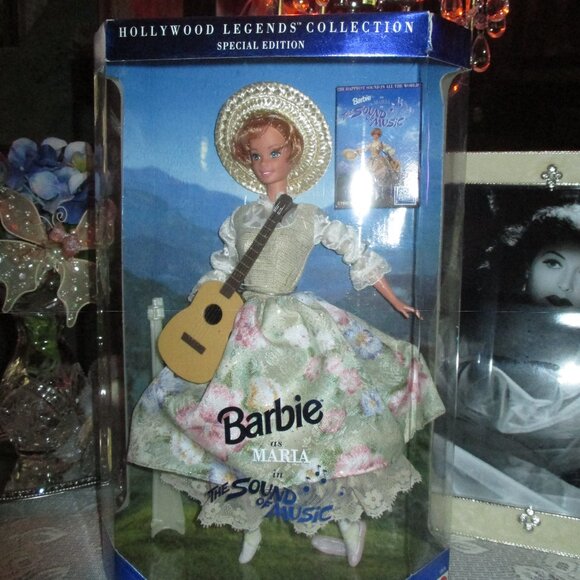 HOLLYWOOD LEGENDS™ COLLECTION
SPECIAL EDITION
THE HAPPIEST SOUND IN ALL THE WORLD
Barbie
THE SOUND
OF MUSIC
Barbie
as
MARIA
in
THE SOUND
OF MUSIC